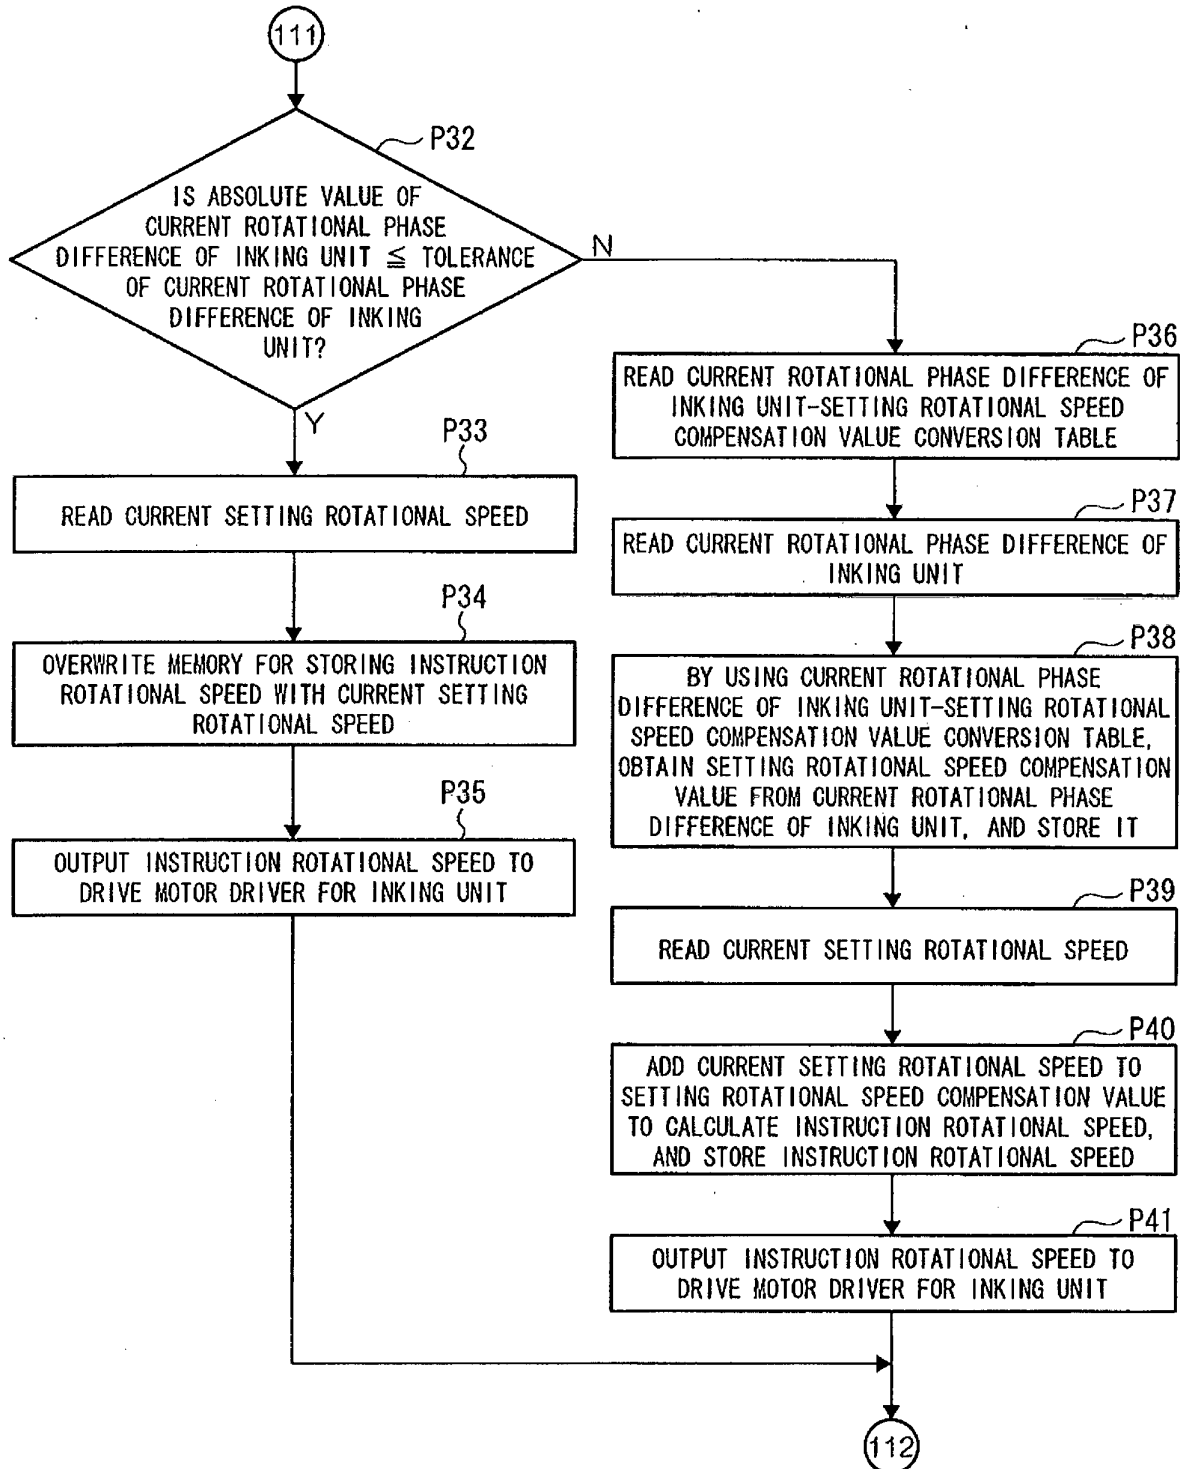 111
P32
IS ABSOLUTE VALUE OF
CURRENT ROTATIONAL PHASE
DIFFERENCE OF INKING UNIT ≦ TOLERANCE
OF CURRENT ROTATIONAL PHASE
DIFFERENCE OF INKING
UNIT?
N
Y
P33
READ CURRENT SETTING ROTATIONAL SPEED
P34
OVERWRITE MEMORY FOR STORING INSTRUCTION
ROTATIONAL SPEED WITH CURRENT SETTING
ROTATIONAL SPEED
P35
OUTPUT INSTRUCTION ROTATIONAL SPEED TO
DRIVE MOTOR DRIVER FOR INKING UNIT
P36
READ CURRENT ROTATIONAL PHASE DIFFERENCE OF
INKING UNIT-SETTING ROTATIONAL SPEED
COMPENSATION VALUE CONVERSION TABLE
P37
READ CURRENT ROTATIONAL PHASE DIFFERENCE OF
INKING UNIT
P38
BY USING CURRENT ROTATIONAL PHASE
DIFFERENCE OF INKING UNIT-SETTING ROTATIONAL
SPEED COMPENSATION VALUE CONVERSION TABLE,
OBTAIN SETTING ROTATIONAL SPEED COMPENSATION
VALUE FROM CURRENT ROTATIONAL PHASE
DIFFERENCE OF INKING UNIT, AND STORE IT
P39
READ CURRENT SETTING ROTATIONAL SPEED
P40
ADD CURRENT SETTING ROTATIONAL SPEED TO
SETTING ROTATIONAL SPEED COMPENSATION VALUE
TO CALCULATE INSTRUCTION ROTATIONAL SPEED,
AND STORE INSTRUCTION ROTATIONAL SPEED
P41
OUTPUT INSTRUCTION ROTATIONAL SPEED TO
DRIVE MOTOR DRIVER FOR INKING UNIT
112